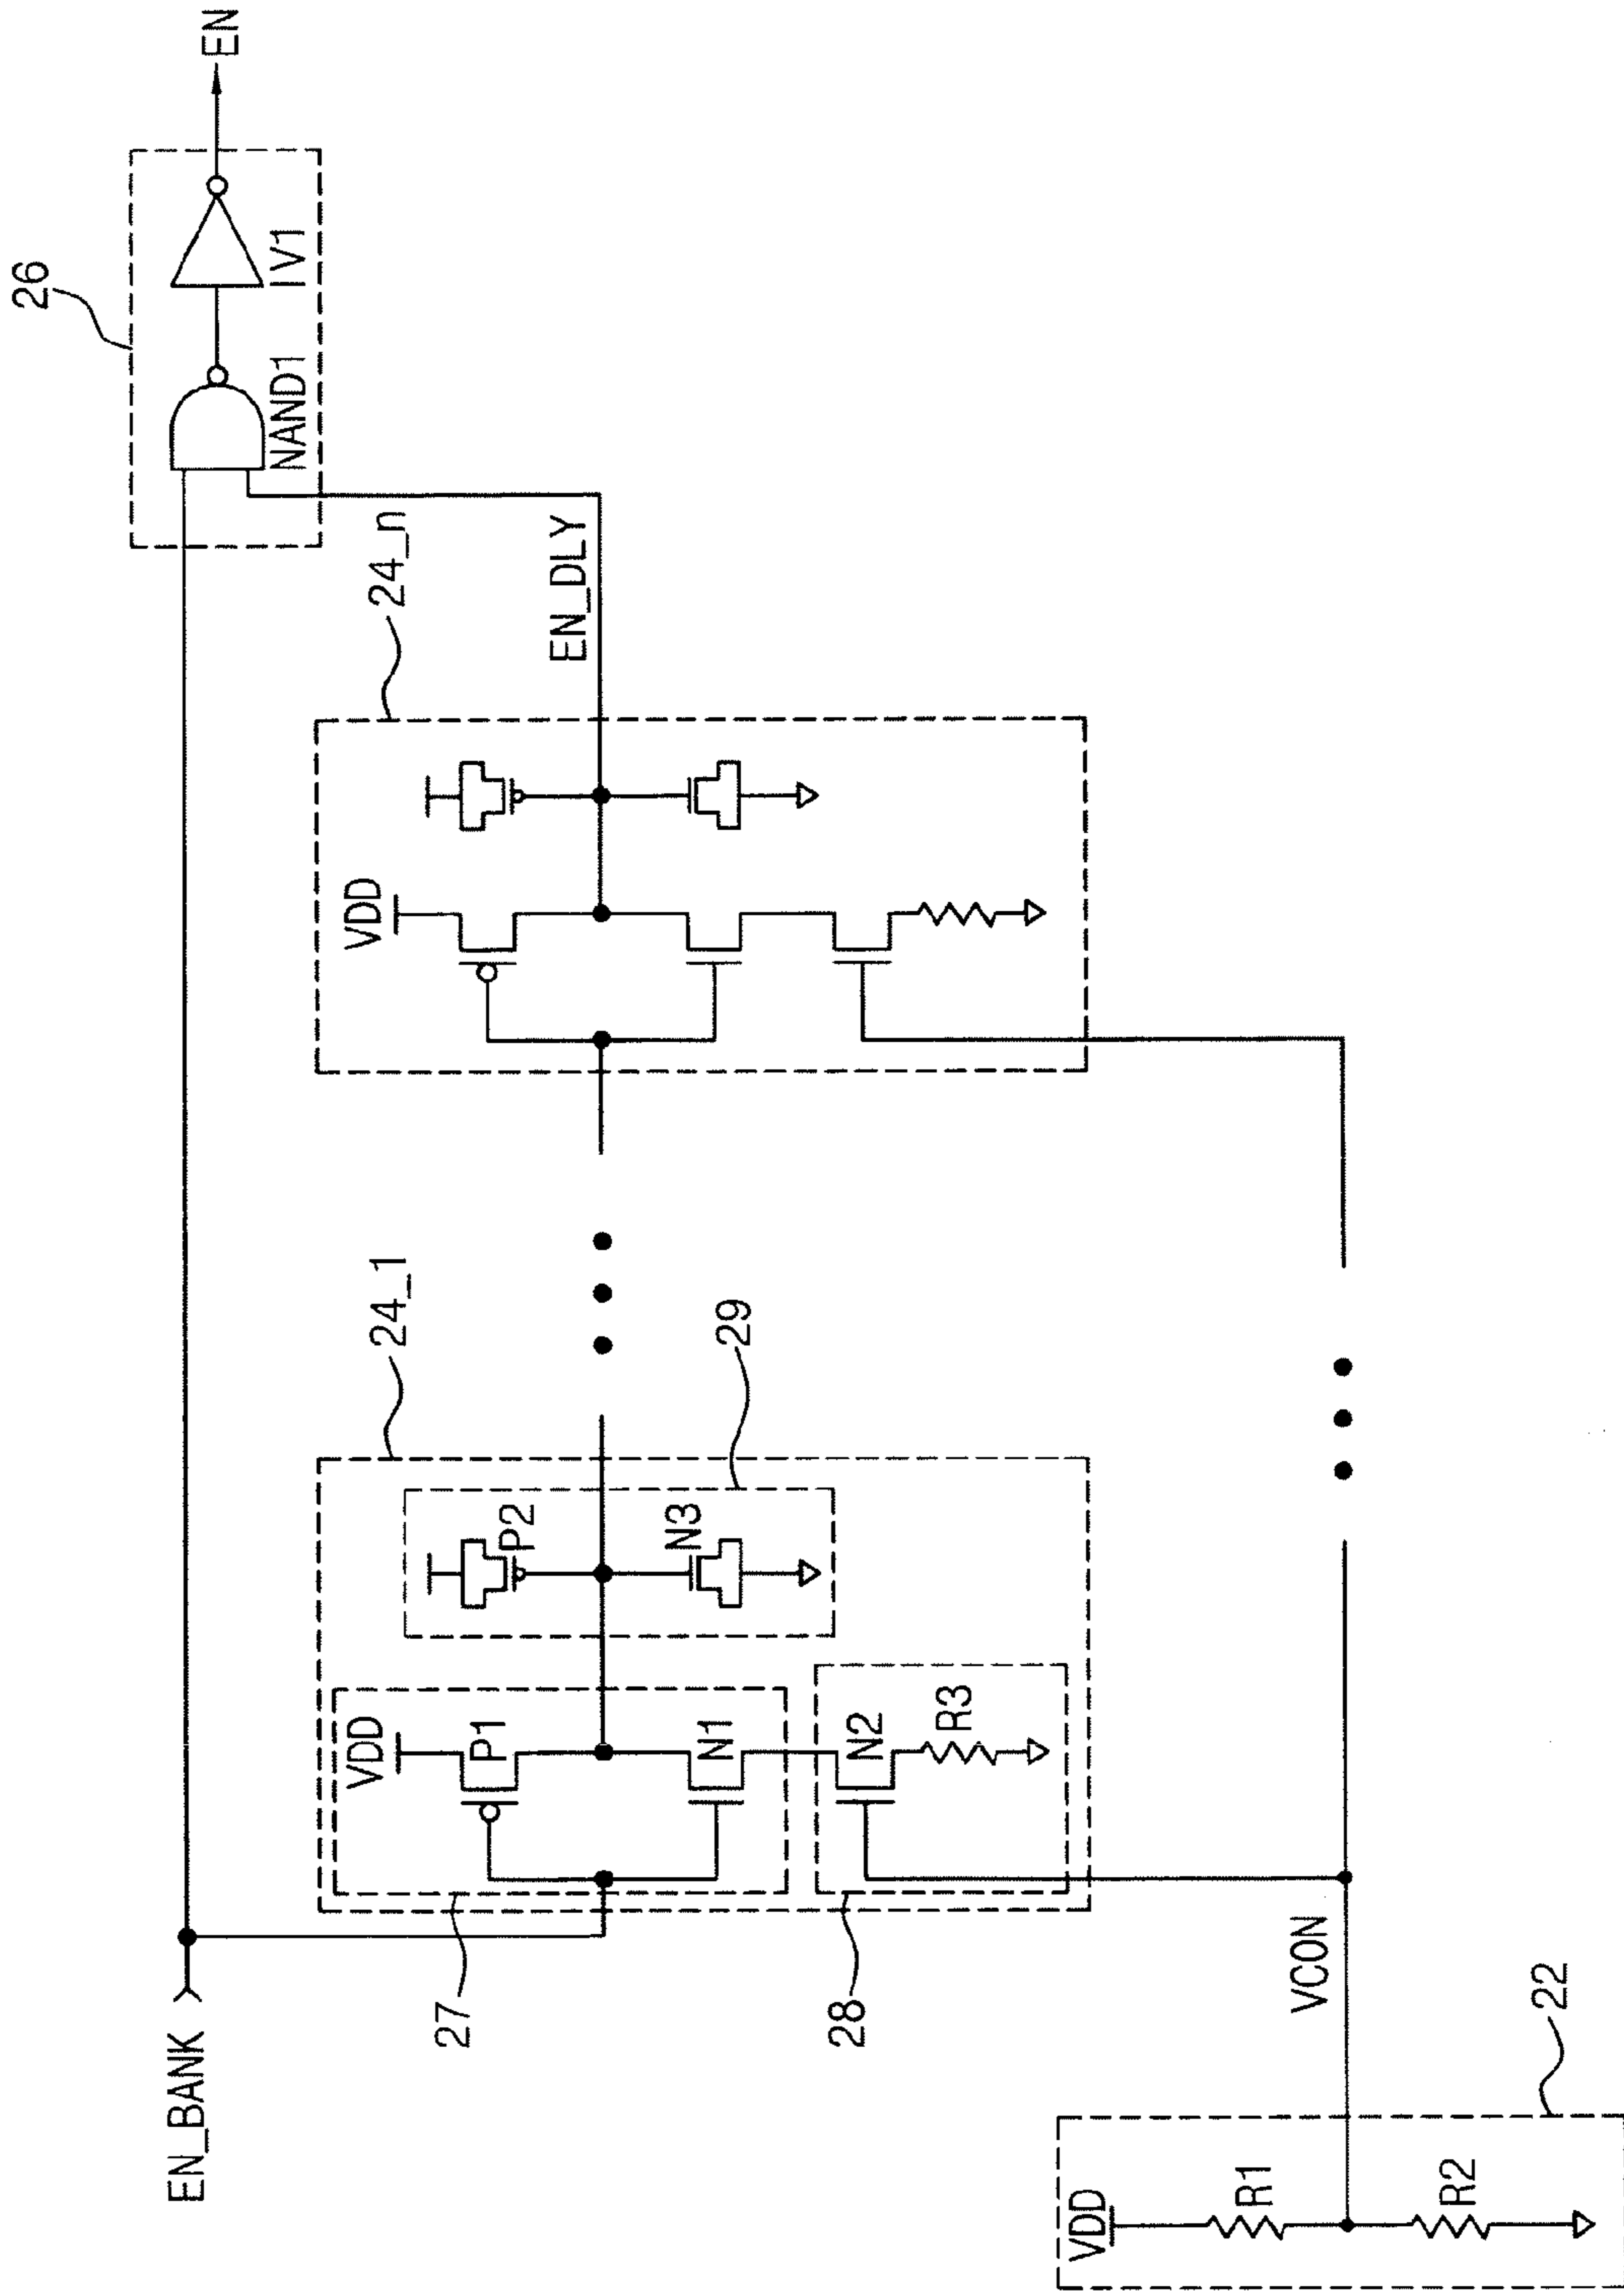 EN_BANK
26
NAND1
IV1
EN
24_1
24_n
27
VDD
P1
N1
P2
N3
29
28
N2
R3
VDD
EN_DLY
VCON
22
VDD
R1
R2